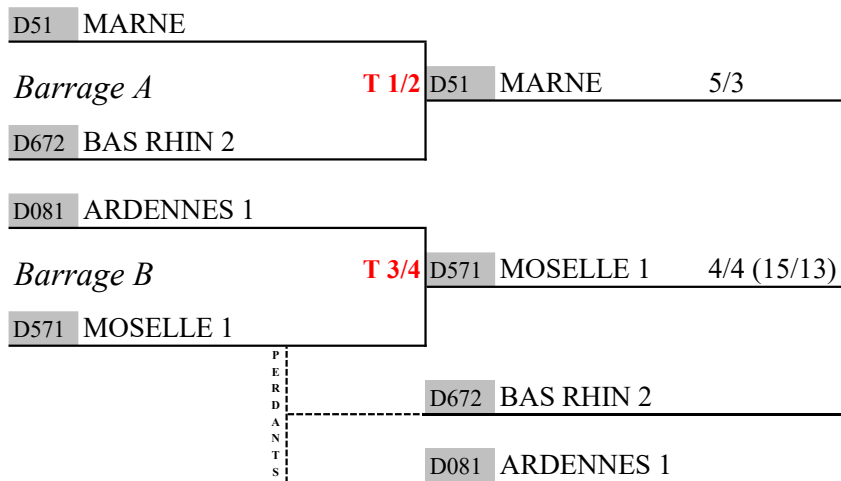 D51 MARNE
Barrage A T 1/2 D51 MARNE 5/3
D672 BAS RHIN 2
D081 ARDENNES 1
Barrage B T 3/4 D571 MOSELLE 1 4/4 (15/13)
D571 MOSELLE 1
PERDANTS
D672 BAS RHIN 2
D081 ARDENNES 1